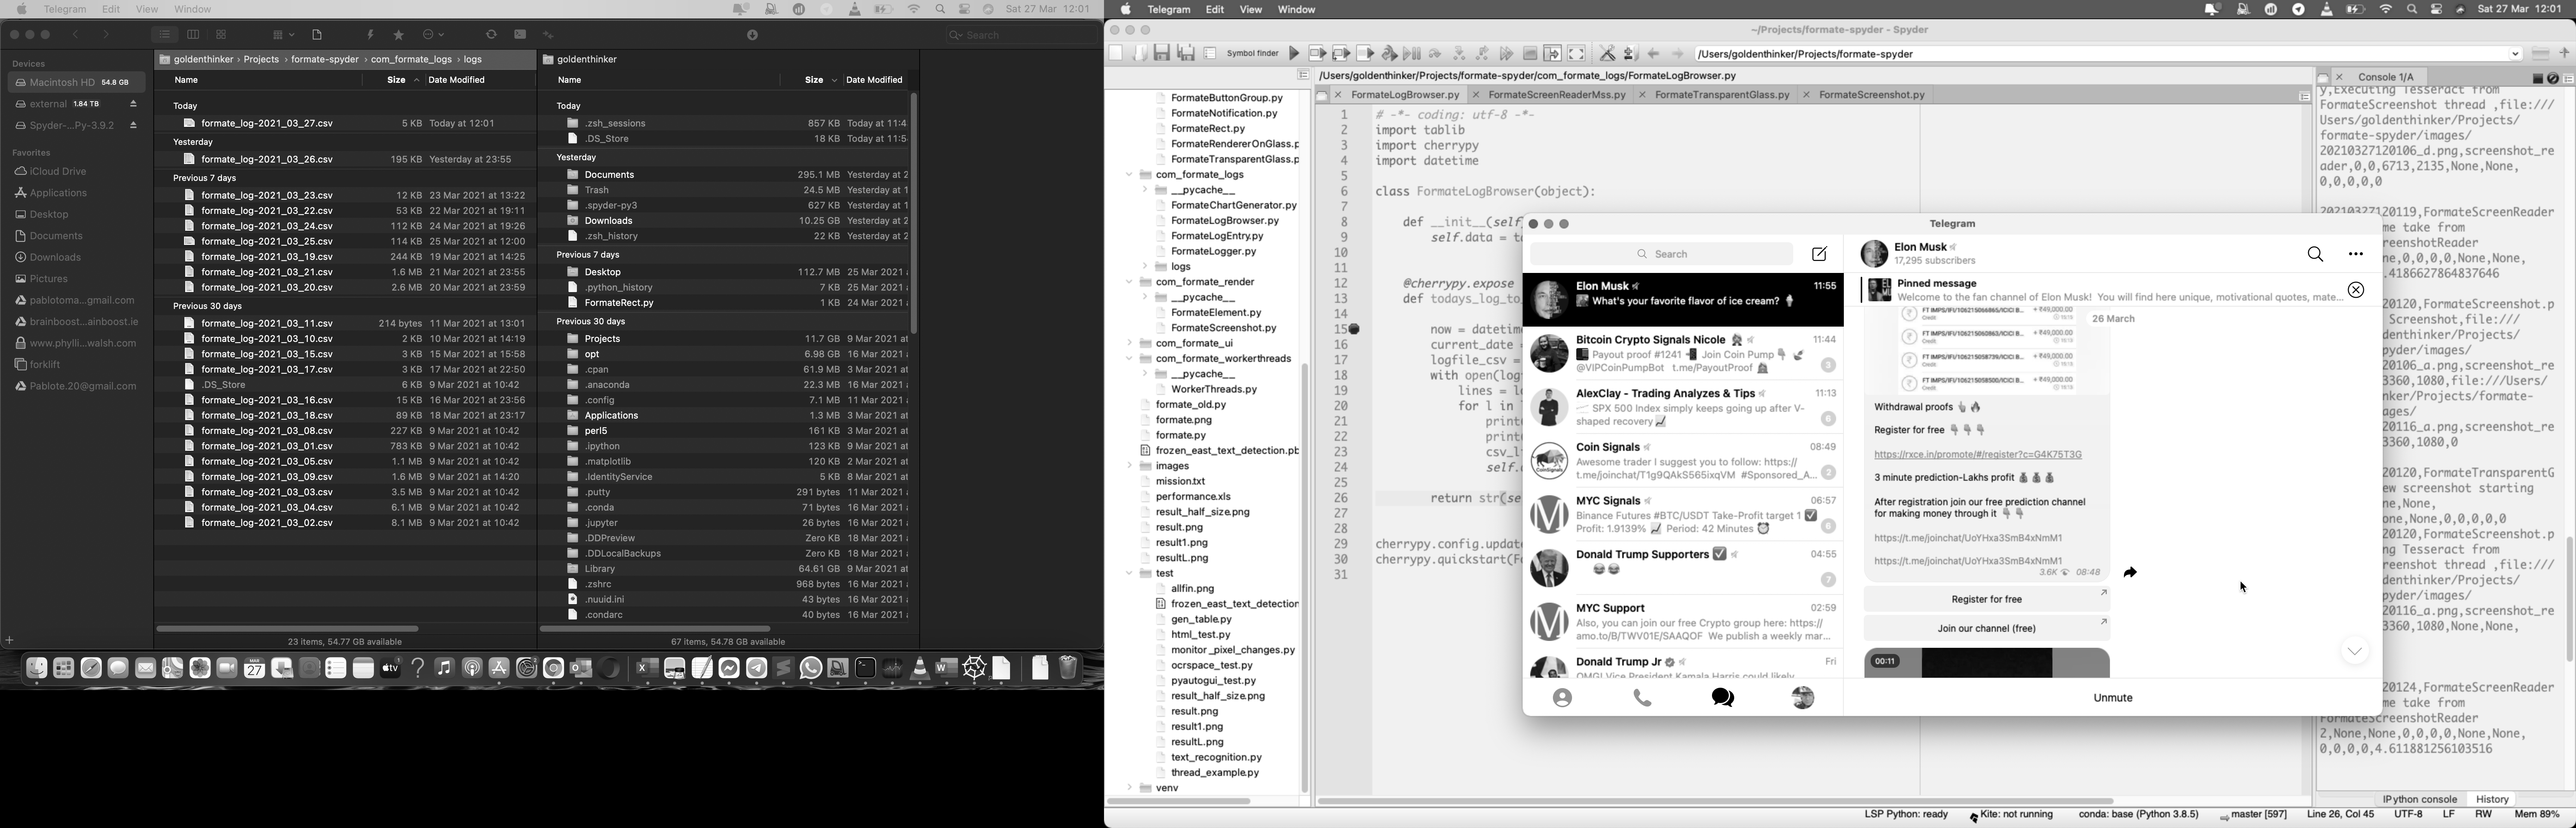 Telegram Edit View Window
Sat 27 Mar 12:01
Search
Devices
Macintosh HD 54.8 GB
external 1.84 TB
Spyder-...Py-3.9.2
Favorites
iCloud Drive
Applications
Desktop
Documents
Downloads
Pictures
pablotoma...gmail.com
brainboost...ainboost.ie
www.phylli...walsh.com
forklift
Pablote.20@gmail.com
goldenthinker › Projects › formate-spyder › com_formate_logs › logs
Name Size Date Modified
Today
formate_log-2021_03_27.csv 5 KB Today at 12:01
Yesterday
formate_log-2021_03_26.csv 195 KB Yesterday at 23:55
Previous 7 days
formate_log-2021_03_23.csv 12 KB 23 Mar 2021 at 13:22
formate_log-2021_03_22.csv 53 KB 22 Mar 2021 at 19:11
formate_log-2021_03_24.csv 112 KB 24 Mar 2021 at 19:26
formate_log-2021_03_25.csv 114 KB 25 Mar 2021 at 12:00
formate_log-2021_03_19.csv 244 KB 19 Mar 2021 at 14:25
formate_log-2021_03_21.csv 1.6 MB 21 Mar 2021 at 23:55
formate_log-2021_03_20.csv 2.6 MB 20 Mar 2021 at 23:59
Previous 30 days
formate_log-2021_03_11.csv 214 bytes 11 Mar 2021 at 13:01
formate_log-2021_03_10.csv 2 KB 10 Mar 2021 at 14:19
formate_log-2021_03_15.csv 3 KB 15 Mar 2021 at 15:58
formate_log-2021_03_17.csv 3 KB 17 Mar 2021 at 22:50
.DS_Store 6 KB 9 Mar 2021 at 10:42
formate_log-2021_03_16.csv 15 KB 16 Mar 2021 at 23:56
formate_log-2021_03_18.csv 89 KB 18 Mar 2021 at 23:17
formate_log-2021_03_08.csv 227 KB 9 Mar 2021 at 10:42
formate_log-2021_03_01.csv 783 KB 9 Mar 2021 at 10:42
formate_log-2021_03_05.csv 1.1 MB 9 Mar 2021 at 10:42
formate_log-2021_03_09.csv 1.6 MB 9 Mar 2021 at 14:20
formate_log-2021_03_03.csv 3.5 MB 9 Mar 2021 at 10:42
formate_log-2021_03_04.csv 6.1 MB 9 Mar 2021 at 10:42
formate_log-2021_03_02.csv 8.1 MB 9 Mar 2021 at 10:42
23 items, 54.77 GB available
goldenthinker
Name Size Date Modified
Today
.zsh_sessions 857 KB Today at 11:4
.DS_Store 18 KB Today at 11:5
Yesterday
Documents 295.1 MB Yesterday at 2
Trash 24.5 MB Yesterday at 1
.spyder-py3 627 KB Yesterday at 1
Downloads 10.25 GB Yesterday at 2
.zsh_history 22 KB Yesterday at 2
Previous 7 days
Desktop 112.7 MB 25 Mar 2021
.python_history 7 KB 25 Mar 2021
FormateRect.py 1 KB 24 Mar 2021
Previous 30 days
Projects 11.7 GB 9 Mar 2021 at
opt 6.98 GB 16 Mar 2021
.cpan 61.9 MB 3 Mar 2021 at
.anaconda 22.3 MB 16 Mar 2021
.config 7.1 MB 11 Mar 2021
Applications 1.3 MB 3 Mar 2021 at
perl5 161 KB 3 Mar 2021 at
.ipython 123 KB 9 Mar 2021 at
.matplotlib 120 KB 2 Mar 2021 at
.IdentityService 5 KB 8 Mar 2021 at
.putty 291 bytes 11 Mar 2021
.conda 71 bytes 16 Mar 2021
.jupyter 26 bytes 16 Mar 2021
.DDPreview Zero KB 18 Mar 2021
.DDLocalBackups Zero KB 18 Mar 2021
Library 64.61 GB 9 Mar 2021 at
.zshrc 968 bytes 16 Mar 2021
.nuuid.ini 43 bytes 16 Mar 2021
.condarc 40 bytes 16 Mar 2021
67 items, 54.78 GB available
MAR
27
tv
Telegram Edit View Window
Sat 27 Mar 12:01
~/Projects/formate-spyder - Spyder
Symbol finder
/Users/goldenthinker/Projects/formate-spyder
/Users/goldenthinker/Projects/formate-spyder/com_formate_logs/FormateLogBrowser.py
FormateLogBrowser.py FormateScreenReaderMss.py FormateTransparentGlass.py FormateScreenshot.py
FormateButtonGroup.py
FormateNotification.py
FormateRect.py
FormateRendererOnGlass.p
FormateTransparentGlass.p
com_formate_logs
__pycache__
FormateChartGenerator.py
FormateLogBrowser.py
FormateLogEntry.py
FormateLogger.py
logs
com_formate_render
__pycache__
FormateElement.py
FormateScreenshot.py
com_formate_ui
com_formate_workerthreads
__pycache__
WorkerThreads.py
formate_old.py
formate.png
formate.py
frozen_east_text_detection.pb
images
mission.txt
performance.xls
result_half_size.png
result.png
result1.png
resultL.png
test
allfin.png
frozen_east_text_detection
gen_table.py
html_test.py
monitor _pixel_changes.py
ocrspace_test.py
pyautogui_test.py
result_half_size.png
result.png
result1.png
resultL.png
text_recognition.py
thread_example.py
venv
1 # -*- coding: utf-8 -*-
2 import tablib
3 import cherrypy
4 import datetime
5
6 class FormateLogBrowser(object):
7
8 def __init__(self
9 self.data = ta
10
11
12 @cherrypy.expose
13 def todays_log_to
14
15 now = datetime
16 current_date =
17 logfile_csv =
18 with open(log
19 lines = l
20 for l in
21 print
22 print
23 csv_l
24 self.
25
26 return str(se
27
28
29 cherrypy.config.update
30 cherrypy.quickstart(F
31
Telegram
Search
Elon Musk 11:55
What's your favorite flavor of ice cream?
Bitcoin Crypto Signals Nicole 11:44
Payout proof #1241 Join Coin Pump
@VIPCoinPumpBot t.me/PayoutProof 3
AlexClay - Trading Analyzes & Tips 11:13
SPX 500 Index simply keeps going up after V-
shaped recovery 6
Coin Signals 08:49
Awesome trader I suggest you to follow: https://
t.me/joinchat/T1g9QAkS565ixqVM #Sponsored_A... 2
MYC Signals 06:57
Binance Futures #BTC/USDT Take-Profit target 1
Profit: 1.9139% Period: 42 Minutes 6
Donald Trump Supporters 04:55
7
MYC Support 02:59
Also, you can join our free Crypto group here: https://
amo.to/B/TWV01E/SAAQOF We publish a weekly mar...
Donald Trump Jr Fri
OMG! Vice President Kamala Harris could likely
Elon Musk
17,295 subscribers
Pinned message
Welcome to the fan channel of Elon Musk! You will find here unique, motivational quotes, mate...
26 March
FT IMPS/IFI/106215066865/ICICI B... +₹49,000.00
Credit
FT IMPS/IFI/106215063613/ICICI B... +₹49,000.00
Credit
FT IMPS/IFI/106215058739/ICICI B... +₹49,000.00
Credit
FT IMPS/IFI/106215058500/ICICI B... +₹49,000.00
Credit
Withdrawal proofs
Register for free
https://rxce.in/promote/#/register?c=G4K75T3G
3 minute prediction-Lakhs profit
After registration join our free prediction channel
for making money through it
https://t.me/joinchat/UoYHxa3SmB4xNmM1
https://t.me/joinchat/UoYHxa3SmB4xNmM1
3.6K 08:48
Register for free
Join our channel (free)
00:11
Unmute
Console 1/A
y,Executing Tesseract from
FormateScreenshot thread ,file:///
Users/goldenthinker/Projects/
formate-spyder/images/
20210327120106_d.png,screenshot_re
ader,0,0,6713,2135,None,None,
0,0,0,0,0
20210327120119,FormateScreenReader
me take from
reenshotReader
ne,0,0,0,0,None,None,
.4186627864837646
20120,FormateScreenshot.p
Screenshot,file:///
denthinker/Projects/
pyder/images/
20106_a.png,screenshot_re
3360,1080,file:///Users/
nker/Projects/formate-
ages/
20116_a.png,screenshot_re
3360,1080,0
20120,FormateTransparentG
ew screenshot starting
ne,None,
,None,None,0,0,0,0,0
20120,FormateScreenshot.p
ng Tesseract from
reenshot thread ,file:///
denthinker/Projects/
pyder/images/
20116_a.png,screenshot_re
3360,1080,None,None,
20124,FormateScreenReader
me take from
FormateScreenshotReader
2,None,None,0,0,0,0,None,None,
0,0,0,0,4.611881256103516
IPython console History
LSP Python: ready Kite: not running conda: base (Python 3.8.5) master [597] Line 26, Col 45 UTF-8 LF RW Mem 89%